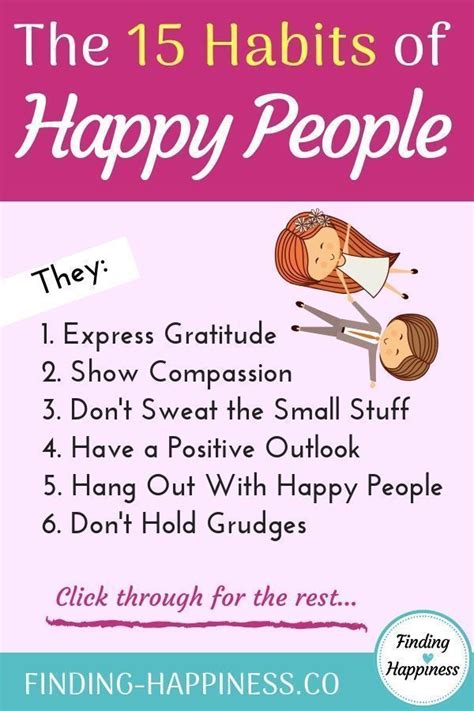 The 15 Habits of
Happy People
They:
1. Express Gratitude
2. Show Compassion
3. Don't Sweat the Small Stuff
4. Have a Positive Outlook
5. Hang Out With Happy People
6. Don't Hold Grudges
Click through for the rest...
Finding
Happiness
FINDING-HAPPINESS.CO